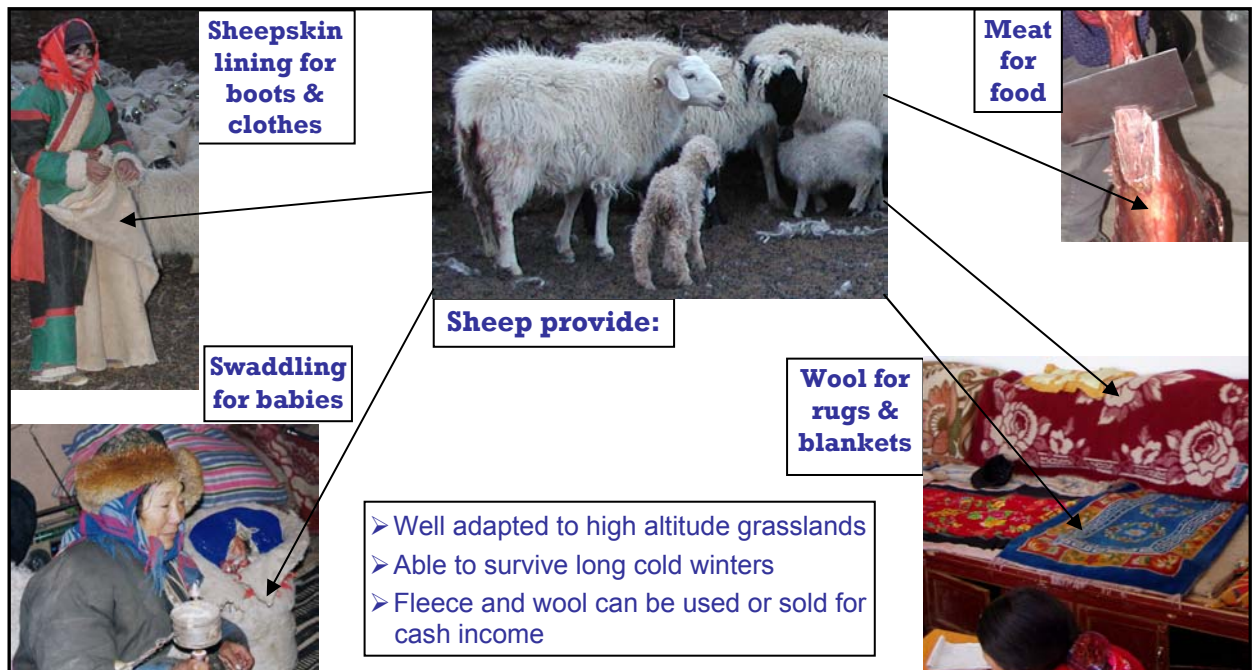 Sheepskin
lining for
boots &
clothes
Meat
for
food
Sheep provide:
Swaddling
for babies
Wool for
rugs &
blankets
➢ Well adapted to high altitude grasslands
➢ Able to survive long cold winters
➢ Fleece and wool can be used or sold for
cash income